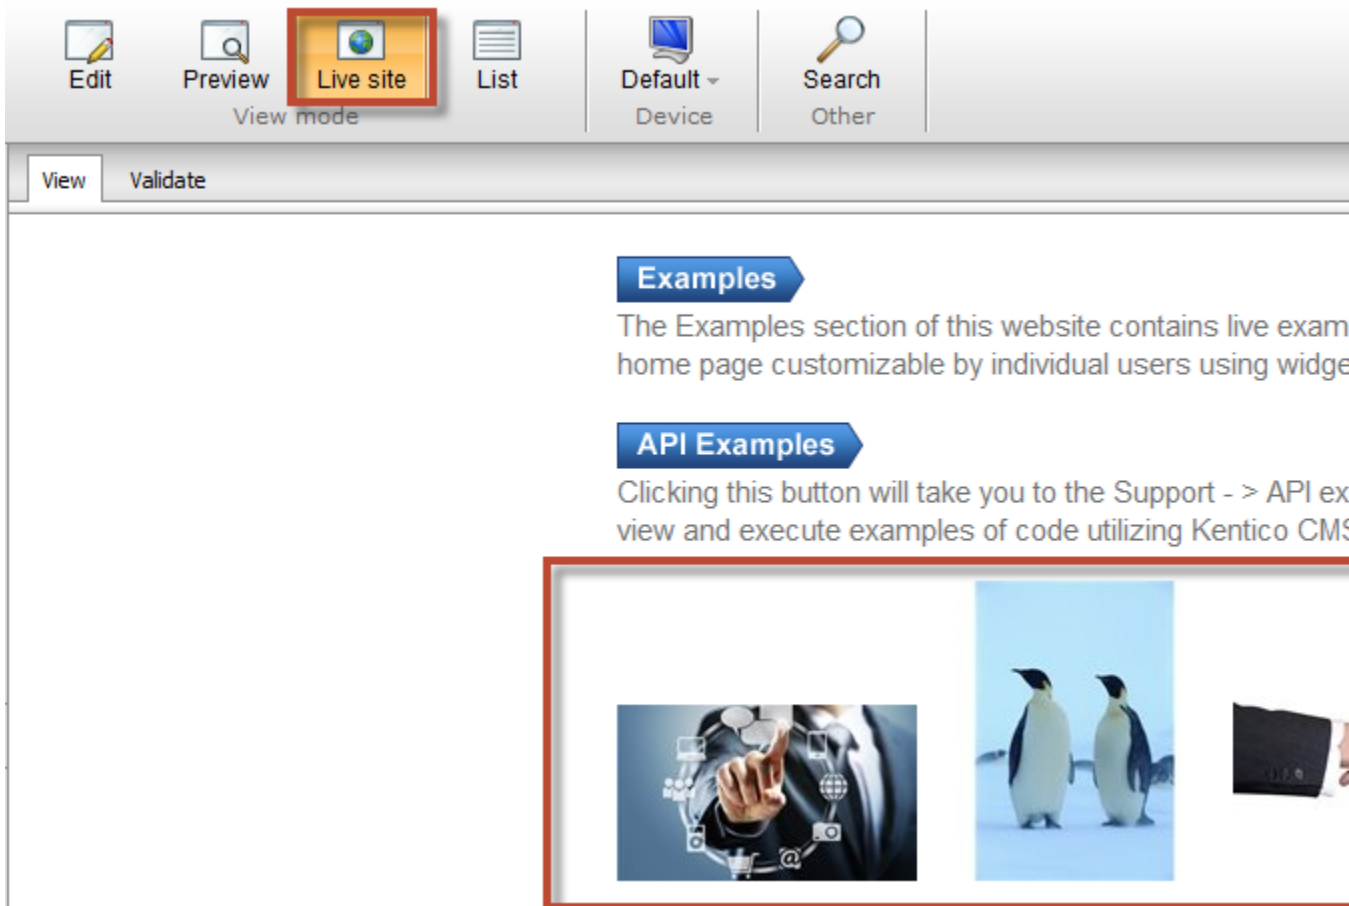 Edit Preview Live site List Default Search
View mode Device Other
View Validate
Examples
The Examples section of this website contains live exam
home page customizable by individual users using widge
API Examples
Clicking this button will take you to the Support - > API ex
view and execute examples of code utilizing Kentico CMS
@